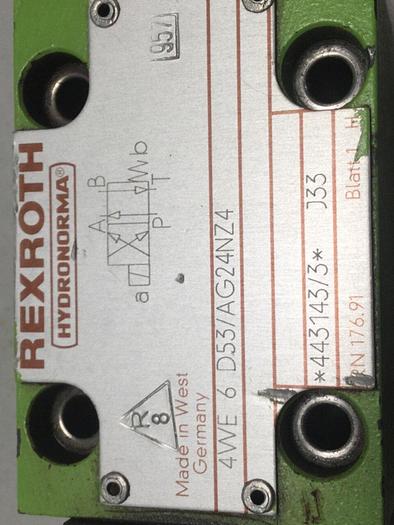 REXROTH
HYDRONORMA®
957
A B
a b
P T
R
8
Made in West
Germany
4WE 6 D53/AG24NZ4
*443143/3* J33
RN 176.91 Blatt 1 H